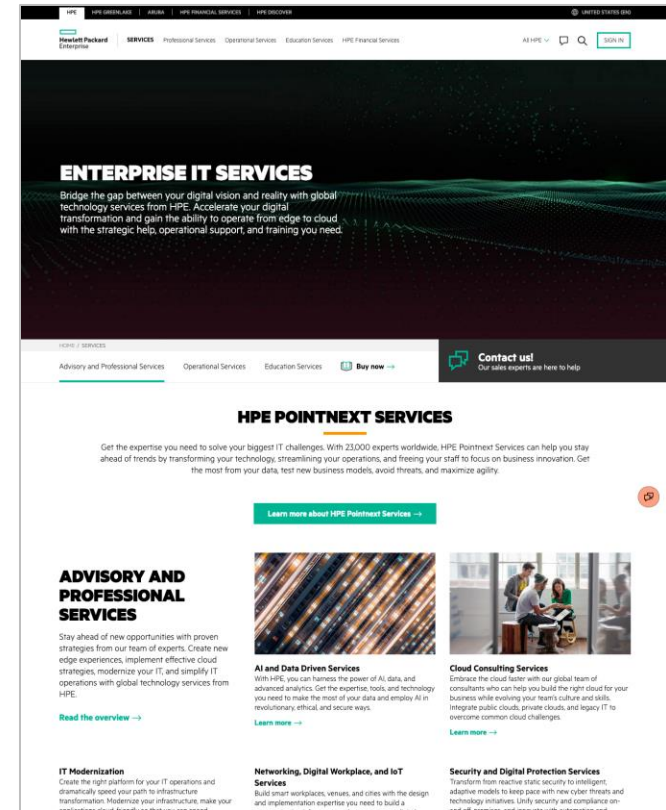 HPE HPE GREENLAKE ARUBA HPE FINANCIAL SERVICES HPE DISCOVER UNITED STATES (EN)
Hewlett Packard
Enterprise
SERVICES Professional Services Operational Services Education Services HPE Financial Services All HPE SIGN IN
ENTERPRISE IT SERVICES
Bridge the gap between your digital vision and reality with global
technology services from HPE. Accelerate your digital
transformation and gain the ability to operate from edge to cloud
with the strategic help, operational support, and training you need.
HOME / SERVICES
Advisory and Professional Services Operational Services Education Services Buy now →
Contact us!
Our sales experts are here to help
HPE POINTNEXT SERVICES
Get the expertise you need to solve your biggest IT challenges. With 23,000 experts worldwide, HPE Pointnext Services can help you stay
ahead of trends by transforming your technology, streamlining your operations, and freeing your staff to focus on business innovation. Get
the most from your data, test new business models, avoid threats, and maximize agility.
Learn more about HPE Pointnext Services →
ADVISORY AND
PROFESSIONAL
SERVICES
Stay ahead of new opportunities with proven
strategies from our team of experts. Create new
edge experiences, implement effective cloud
strategies, modernize your IT, and simplify IT
operations with global technology services from
HPE.
Read the overview →
AI and Data Driven Services
With HPE, you can harness the power of AI, data, and
advanced analytics. Get the expertise, tools, and technology
you need to make the most of your data and employ AI in
revolutionary, ethical, and secure ways.
Learn more →
Cloud Consulting Services
Embrace the cloud faster with our global team of
consultants who can help you build the right cloud for your
business while evolving your team's culture and skills.
Integrate public clouds, private clouds, and legacy IT to
overcome common cloud challenges.
Learn more →
IT Modernization
Create the right platform for your IT operations and
dramatically speed your path to infrastructure
transformation. Modernize your infrastructure, make your
Networking, Digital Workplace, and IoT
Services
Build smart workplaces, venues, and cities with the design
and implementation expertise you need to build a
Security and Digital Protection Services
Transform from reactive static security to intelligent,
adaptive models to keep pace with new cyber threats and
technology initiatives. Unify security and compliance on-